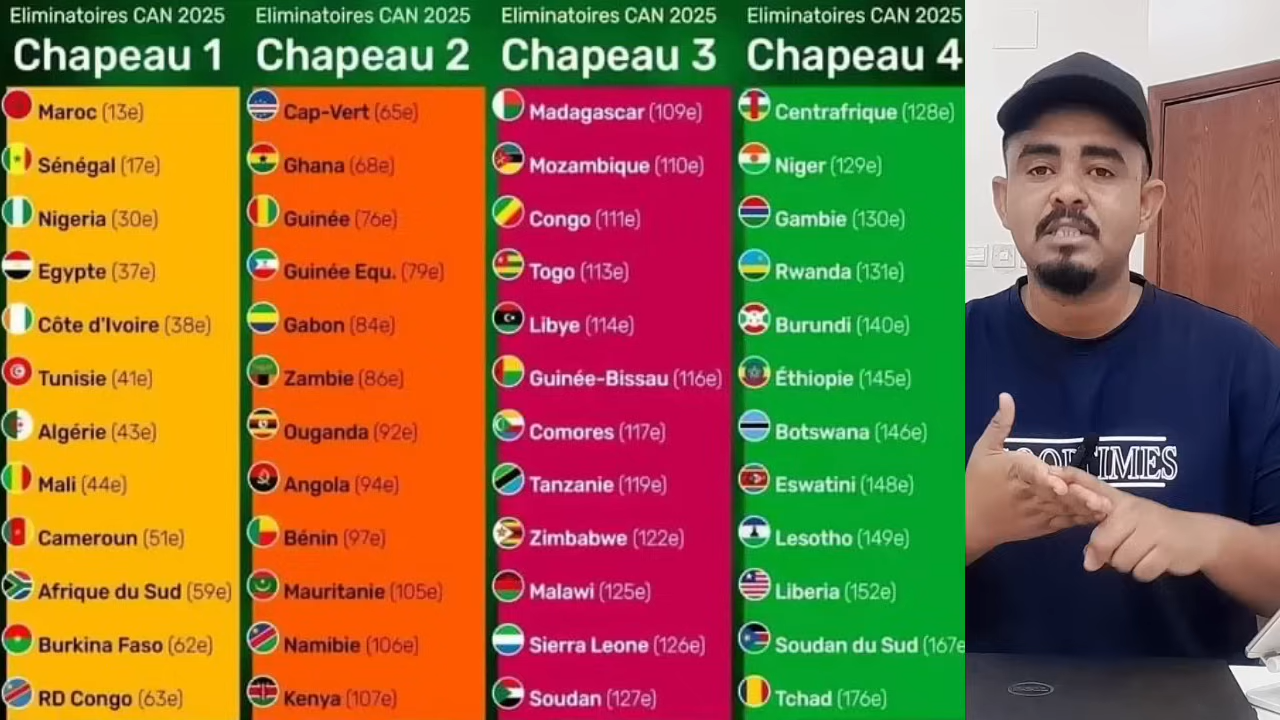 Eliminatoires CAN 2025
Chapeau 1
Maroc (13e)
Sénégal (17e)
Nigeria (30e)
Egypte (37e)
Côte d'Ivoire (38e)
Tunisie (41e)
Algérie (43e)
Mali (44e)
Cameroun (51e)
Afrique du Sud (59e)
Burkina Faso (62e)
RD Congo (63e)
Eliminatoires CAN 2025
Chapeau 2
Cap-Vert (65e)
Ghana (68e)
Guinée (76e)
Guinée Equ. (79e)
Gabon (84e)
Zambie (86e)
Ouganda (92e)
Angola (94e)
Bénin (97e)
Mauritanie (105e)
Namibie (106e)
Kenya (107e)
Eliminatoires CAN 2025
Chapeau 3
Madagascar (109e)
Mozambique (110e)
Congo (111e)
Togo (113e)
Libye (114e)
Guinée-Bissau (116e)
Comores (117e)
Tanzanie (119e)
Zimbabwe (122e)
Malawi (125e)
Sierra Leone (126e)
Soudan (127e)
Eliminatoires CAN 2025
Chapeau 4
Centrafrique (128e)
Niger (129e)
Gambie (130e)
Rwanda (131e)
Burundi (140e)
Éthiopie (145e)
Botswana (146e)
Eswatini (148e)
Lesotho (149e)
Liberia (152e)
Soudan du Sud (167e
Tchad (176e)